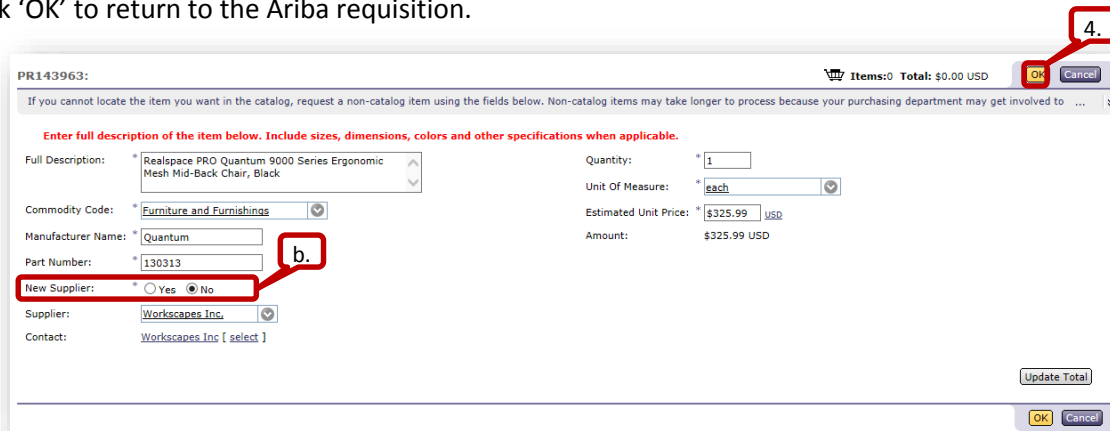 k ‘OK’ to return to the Ariba requisition.
4.
PR143963: Items:0 Total: $0.00 USD OK Cancel
If you cannot locate the item you want in the catalog, request a non-catalog item using the fields below. Non-catalog items may take longer to process because your purchasing department may get involved to ...
Enter full description of the item below. Include sizes, dimensions, colors and other specifications when applicable.
Full Description: * Realspace PRO Quantum 9000 Series Ergonomic
Mesh Mid-Back Chair, Black
Quantity: * 1
Unit Of Measure: * each
Commodity Code: * Furniture and Furnishings
Estimated Unit Price: * $325.99 USD
Manufacturer Name: * Quantum
Amount: $325.99 USD
b.
Part Number: * 130313
New Supplier: * Yes No
Supplier: Workscapes Inc.
Contact: Workscapes Inc [ select ]
Update Total
OK Cancel